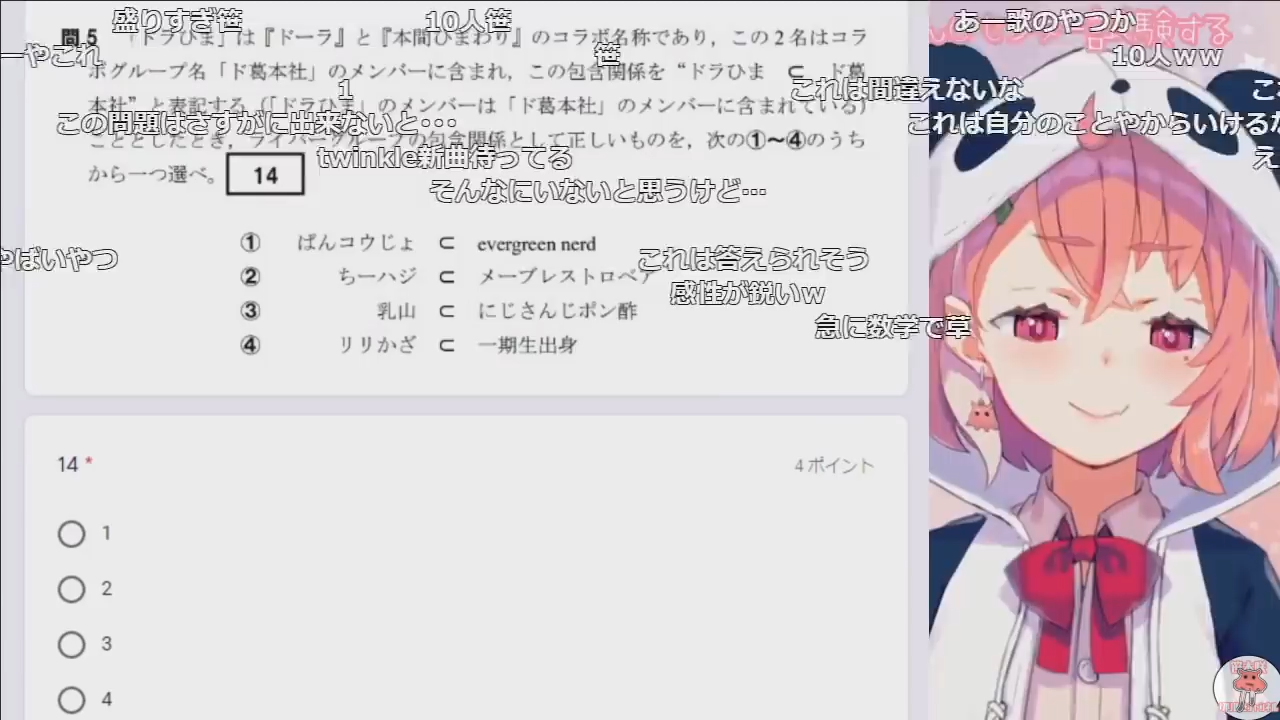 問5 「ドラひま」は『ドーラ』と『本間ひまわり』のコラボ名称であり，この2名はコラ
ボグループ名「ド葛本社」のメンバーに含まれ，この包含関係を“ドラひま ⊂ ド葛
本社”と表記する（「ドラひま」のメンバーは「ド葛本社」のメンバーに含まれている）
こととしたとき，ライバーグループの包含関係として正しいものを，次の①〜④のうち
から一つ選べ。 14
① ばんコウじょ ⊂ evergreen nerd
② ちーハジ ⊂ メープレストロベア
③ 乳山 ⊂ にじさんじポン酢
④ リリかざ ⊂ 一期生出身
14 *
4 ポイント
1
2
3
4
盛りすぎ笹
10人笹
あー歌のやつか
験する
ーやこれ
笹
10人ｗｗ
1
これは間違えないな
この問題はさすがに出来ないと…
これは自分のことやからいけるな
twinkle新曲待ってる
え
そんなにいないと思うけど…
やばいやつ
これは答えられそう
感性が鋭いw
急に数学で草